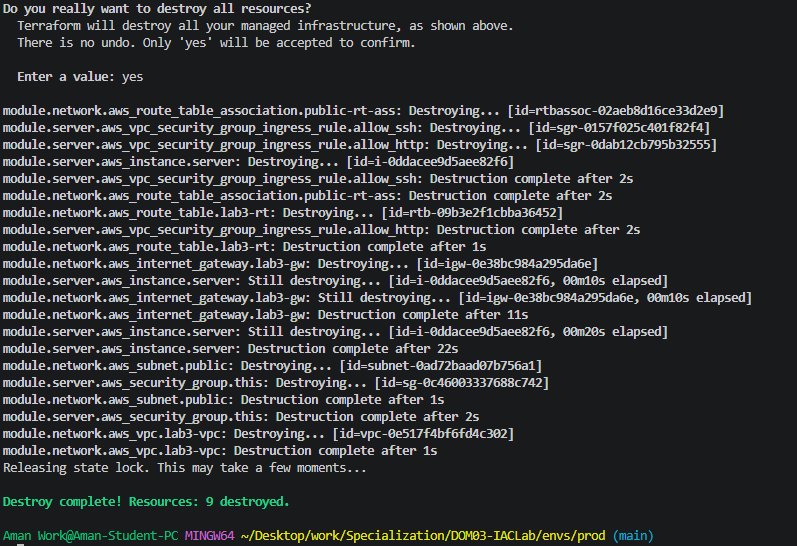 Do you really want to destroy all resources?
  Terraform will destroy all your managed infrastructure, as shown above.
  There is no undo. Only 'yes' will be accepted to confirm.

  Enter a value: yes

module.network.aws_route_table_association.public-rt-ass: Destroying... [id=rtbassoc-02aeb8d16ce33d2e9]
module.server.aws_vpc_security_group_ingress_rule.allow_ssh: Destroying... [id=sgr-0157f025c401f82f4]
module.server.aws_vpc_security_group_ingress_rule.allow_http: Destroying... [id=sgr-0dab12cb795b32555]
module.server.aws_instance.server: Destroying... [id=i-0ddacee9d5aee82f6]
module.server.aws_vpc_security_group_ingress_rule.allow_ssh: Destruction complete after 2s
module.network.aws_route_table_association.public-rt-ass: Destruction complete after 2s
module.network.aws_route_table.lab3-rt: Destroying... [id=rtb-09b3e2f1cbba36452]
module.server.aws_vpc_security_group_ingress_rule.allow_http: Destruction complete after 2s
module.network.aws_route_table.lab3-rt: Destruction complete after 1s
module.network.aws_internet_gateway.lab3-gw: Destroying... [id=igw-0e38bc984a295da6e]
module.server.aws_instance.server: Still destroying... [id=i-0ddacee9d5aee82f6, 00m10s elapsed]
module.network.aws_internet_gateway.lab3-gw: Still destroying... [id=igw-0e38bc984a295da6e, 00m10s elapsed]
module.network.aws_internet_gateway.lab3-gw: Destruction complete after 11s
module.server.aws_instance.server: Still destroying... [id=i-0ddacee9d5aee82f6, 00m20s elapsed]
module.server.aws_instance.server: Destruction complete after 22s
module.network.aws_subnet.public: Destroying... [id=subnet-0ad72baad07b756a1]
module.server.aws_security_group.this: Destroying... [id=sg-0c46003337688c742]
module.network.aws_subnet.public: Destruction complete after 1s
module.server.aws_security_group.this: Destruction complete after 2s
module.network.aws_vpc.lab3-vpc: Destroying... [id=vpc-0e517f4bf6fd4c302]
module.network.aws_vpc.lab3-vpc: Destruction complete after 1s
Releasing state lock. This may take a few moments...

Destroy complete! Resources: 9 destroyed.

Aman Work@Aman-Student-PC MINGW64 ~/Desktop/work/Specialization/DOM03-IACLab/envs/prod (main)